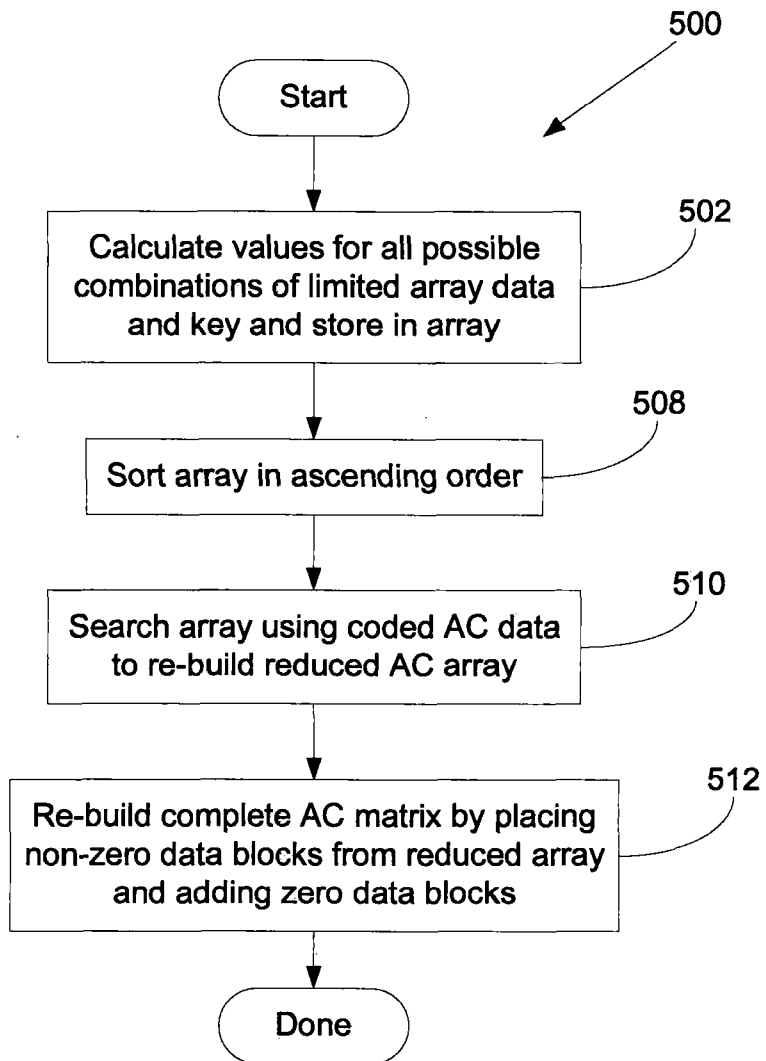 500
Start
502
Calculate values for all possible
combinations of limited array data
and key and store in array
508
Sort array in ascending order
510
Search array using coded AC data
to re-build reduced AC array
512
Re-build complete AC matrix by placing
non-zero data blocks from reduced array
and adding zero data blocks
Done